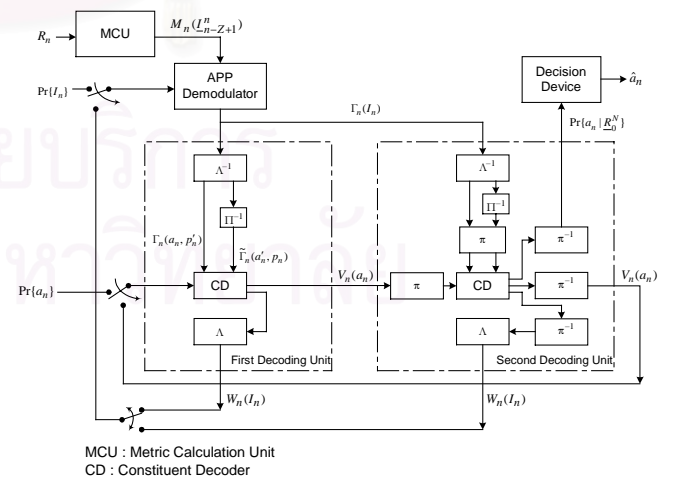 R_n
MCU
M_n(I^n_{n-Z+1})
Pr{I_n}
APP
Demodulator
Decision
Device
â_n
Γ_n(I_n)
Pr{a_n | R^N_0}
Λ^{-1}
Λ^{-1}
Π^{-1}
Π^{-1}
Γ_n(a_n, p'_n)
Γ̃_n(a'_n, p_n)
π
π^{-1}
Pr{a_n}
CD
V_n(a_n)
π
CD
π^{-1}
V_n(a_n)
Λ
Λ
π^{-1}
First Decoding Unit
Second Decoding Unit
W_n(I_n)
W_n(I_n)
MCU : Metric Calculation Unit
CD : Constituent Decoder